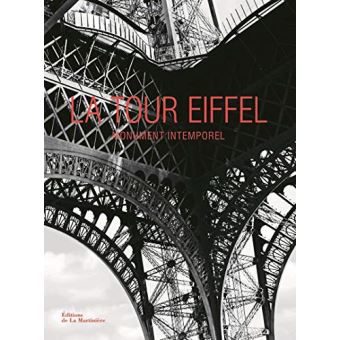 LA TOUR EIFFEL
MONUMENT INTEMPOREL
Éditions
de La Martinière